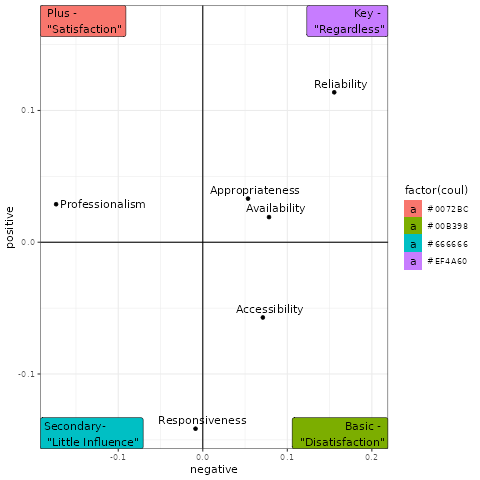 Plus -
"Satisfaction"
Key -
"Regardless"
Reliability
Appropriateness
Availability
Professionalism
Accessibility
Responsiveness
Secondary-
"Little Influence"
Basic -
"Disatisfaction"
0.1
0.0
-0.1
-0.1
0.0
0.1
0.2
negative
positive
factor(coul)
a #0072BC
a #00B398
a #666666
a #EF4A60